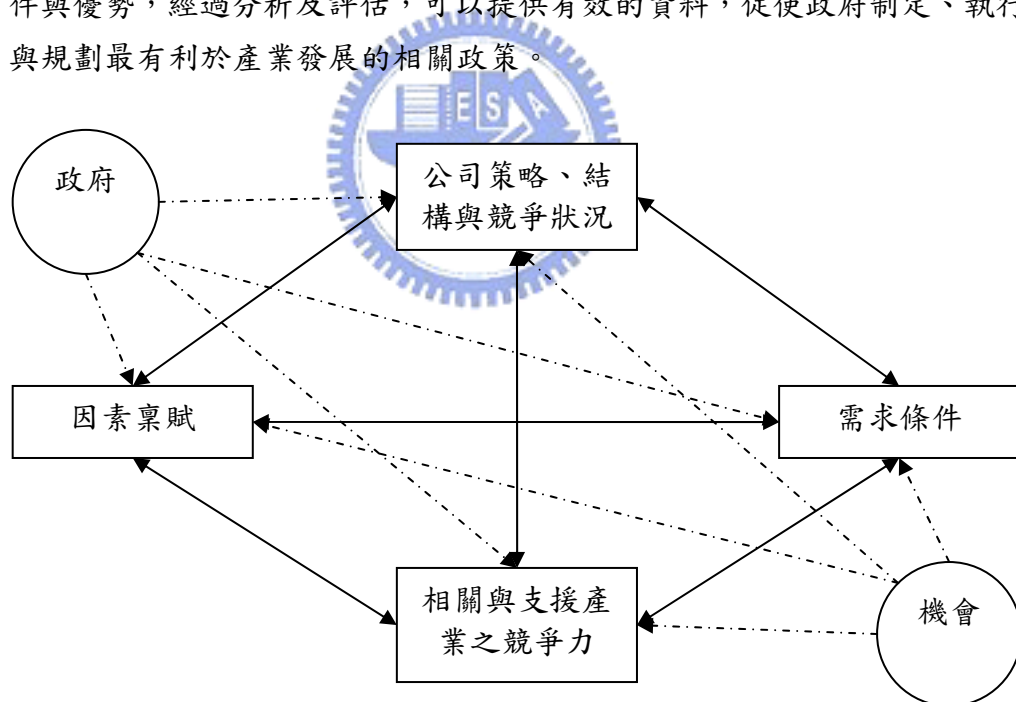 件與優勢，經過分析及評估，可以提供有效的資料，促使政府制定、執行
與規劃最有利於產業發展的相關政策。
ESA
政府
公司策略、結
構與競爭狀況
因素稟賦
需求條件
相關與支援產
業之競爭力
機會